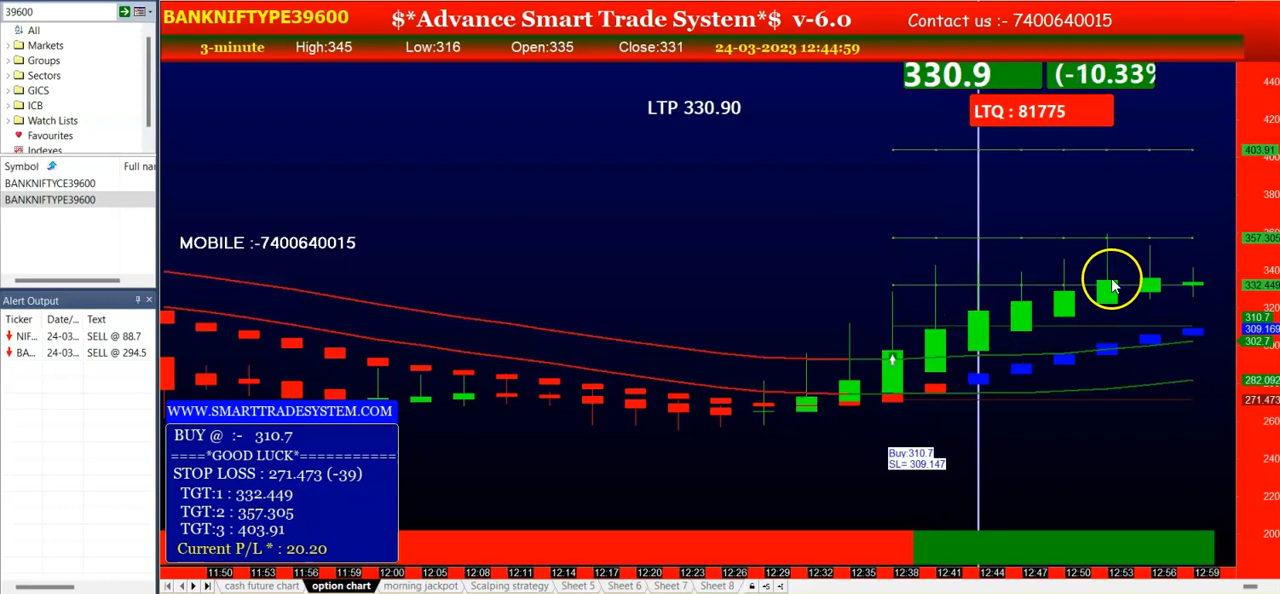 39600
All
Markets
Groups
Sectors
GICS
ICB
Watch Lists
Favourites
Indexes
Symbol Full nar
BANKNIFTYCE39600
BANKNIFTYPE39600
Alert Output
Ticker Date/... Text
NIF... 24-03... SELL @ 88.7
BA... 24-03... SELL @ 294.5
BANKNIFTYPE39600 $*Advance Smart Trade System*$ v-6.0 Contact us :- 7400640015
3-minute High:345 Low:316 Open:335 Close:331 24-03-2023 12:44:59
330.9 (-10.33%
LTP 330.90
LTQ : 81775
MOBILE :-7400640015
WWW.SMARTTRADESYSTEM.COM
BUY @ :- 310.7
====*GOOD LUCK*===========
STOP LOSS : 271.473 (-39)
TGT:1 : 332.449
TGT:2 : 357.305
TGT:3 : 403.91
Current P/L * : 20.20
Buy:310.7
SL= 309.147
440
420
403.91
400
380
357.305
340
332.449
320
310.7
309.169
302.7
282.092
271.473
260
240
220
200
11:50 11:53 11:56 11:59 12:00 12:05 12:08 12:11 12:14 12:17 12:20 12:23 12:26 12:29 12:32 12:35 12:38 12:41 12:44 12:47 12:50 12:53 12:56 12:59
cash future chart option chart morning jackpot Scalping strategy Sheet 5 Sheet 6 Sheet 7 Sheet 8